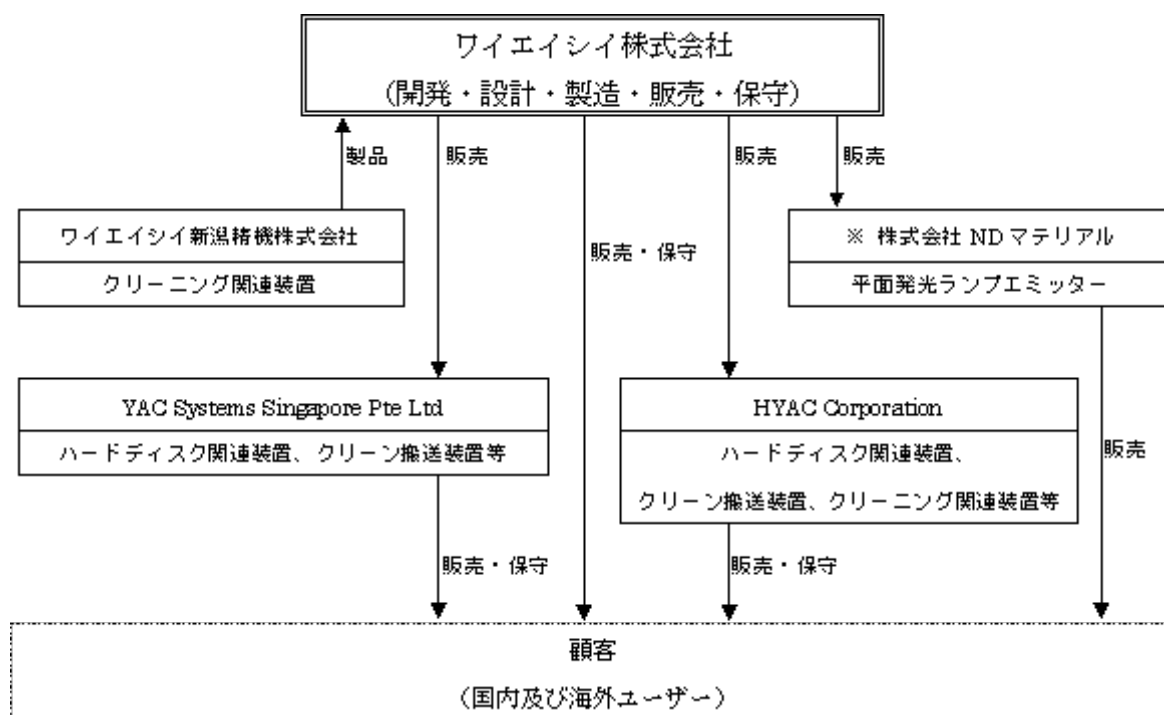 ワイエイシイ株式会社
（開発・設計・製造・販売・保守）
製品
販売
販売
販売
ワイエイシイ新潟精機株式会社
クリーニング関連装置
販売・保守
※ 株式会社 ND マテリアル
平面発光ランプエミッター
YAC Systems Singapore Pte Ltd
ハードディスク関連装置、クリーン搬送装置等
HYAC Corporation
ハードディスク関連装置、
クリーン搬送装置、クリーニング関連装置等
販売
販売・保守
販売・保守
顧客
（国内及び海外ユーザー）